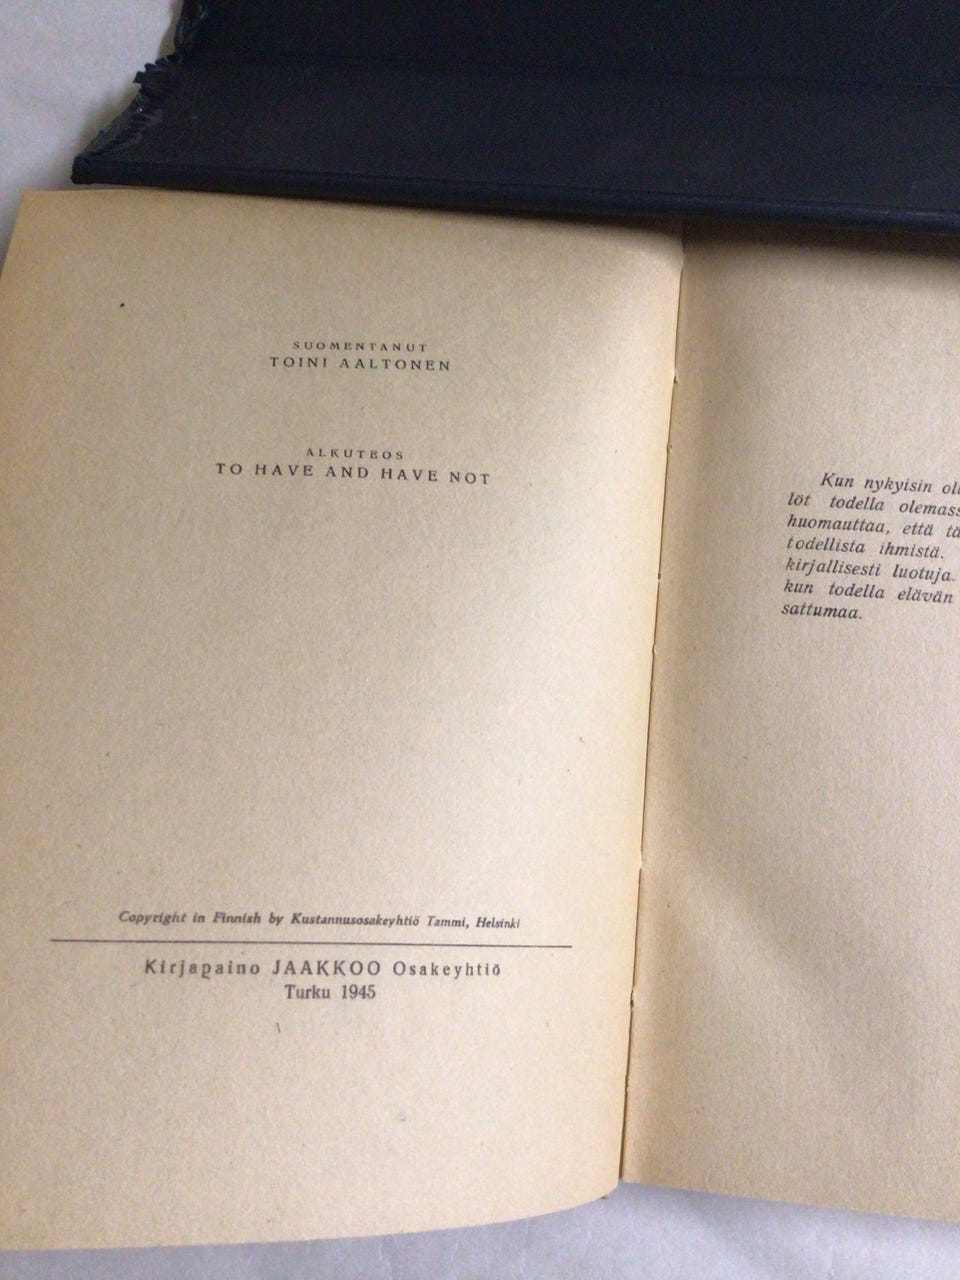 SUOMENTANUT
TOINI AALTONEN
ALKUTEOS
TO HAVE AND HAVE NOT
Copyright in Finnish by Kustannusosakeyhtiö Tammi, Helsinki
Kirjapaino JAAKKOO Osakeyhtiö
Turku 1945
Kun nykyisin
löt todella
huomauttaa, että
todellista ihmistä.
kirjallisesti luotuja.
kun todella elävän
sattumaa.